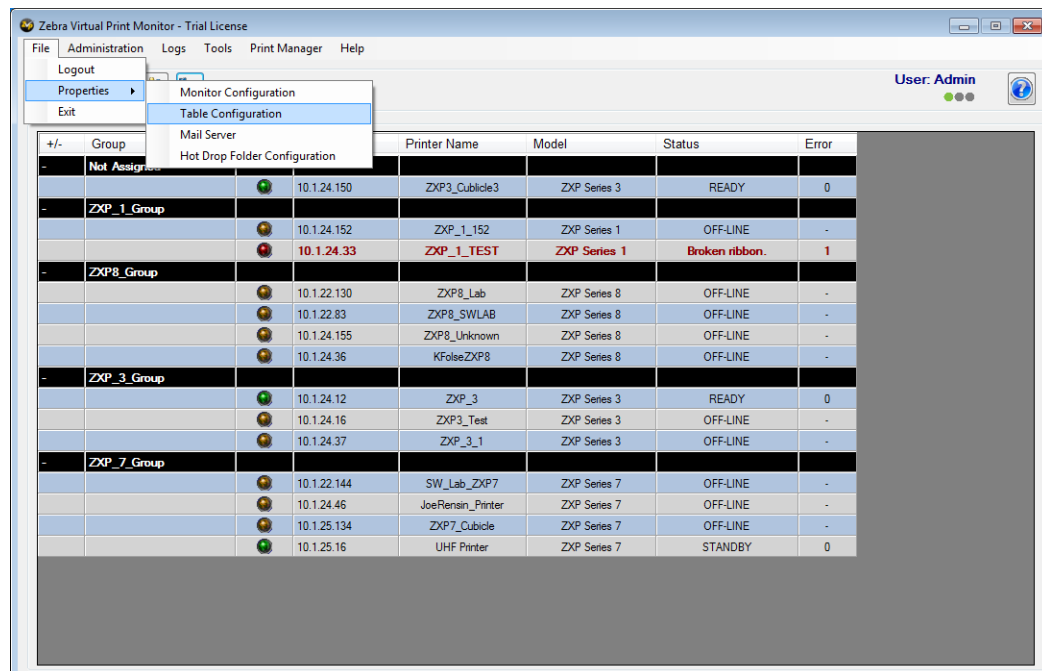 Zebra Virtual Print Monitor - Trial License
File Administration Logs Tools Print Manager Help
Logout
Properties
Exit
Monitor Configuration
Table Configuration
Mail Server
Hot Drop Folder Configuration
User: Admin
+/- Group Printer Name Model Status Error
- Not
10.1.24.150 ZXP3_Cublicle3 ZXP Series 3 READY 0
- ZXP_1_Group
10.1.24.152 ZXP_1_152 ZXP Series 1 OFF-LINE -
10.1.24.33 ZXP_1_TEST ZXP Series 1 Broken ribbon. 1
- ZXP8_Group
10.1.22.130 ZXP8_Lab ZXP Series 8 OFF-LINE -
10.1.22.83 ZXP8_SWLAB ZXP Series 8 OFF-LINE -
10.1.24.155 ZXP8_Unknown ZXP Series 8 OFF-LINE -
10.1.24.36 KFolseZXP8 ZXP Series 8 OFF-LINE -
- ZXP_3_Group
10.1.24.12 ZXP_3 ZXP Series 3 READY 0
10.1.24.16 ZXP3_Test ZXP Series 3 OFF-LINE -
10.1.24.37 ZXP_3_1 ZXP Series 3 OFF-LINE -
- ZXP_7_Group
10.1.22.144 SW_Lab_ZXP7 ZXP Series 7 OFF-LINE -
10.1.24.46 JoeRensin_Printer ZXP Series 7 OFF-LINE -
10.1.25.134 ZXP7_Cubicle ZXP Series 7 OFF-LINE -
10.1.25.16 UHF Printer ZXP Series 7 STANDBY 0